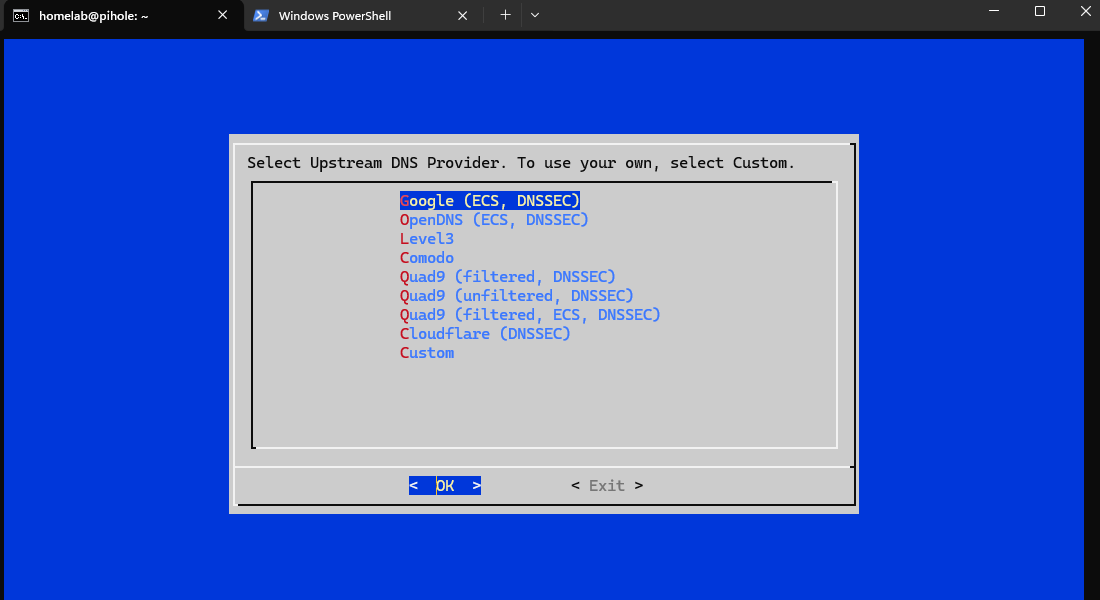 homelab@pihole: ~
Windows PowerShell
Select Upstream DNS Provider. To use your own, select Custom.
Google (ECS, DNSSEC)
OpenDNS (ECS, DNSSEC)
Level3
Comodo
Quad9 (filtered, DNSSEC)
Quad9 (unfiltered, DNSSEC)
Quad9 (filtered, ECS, DNSSEC)
Cloudflare (DNSSEC)
Custom
<  OK  > < Exit >